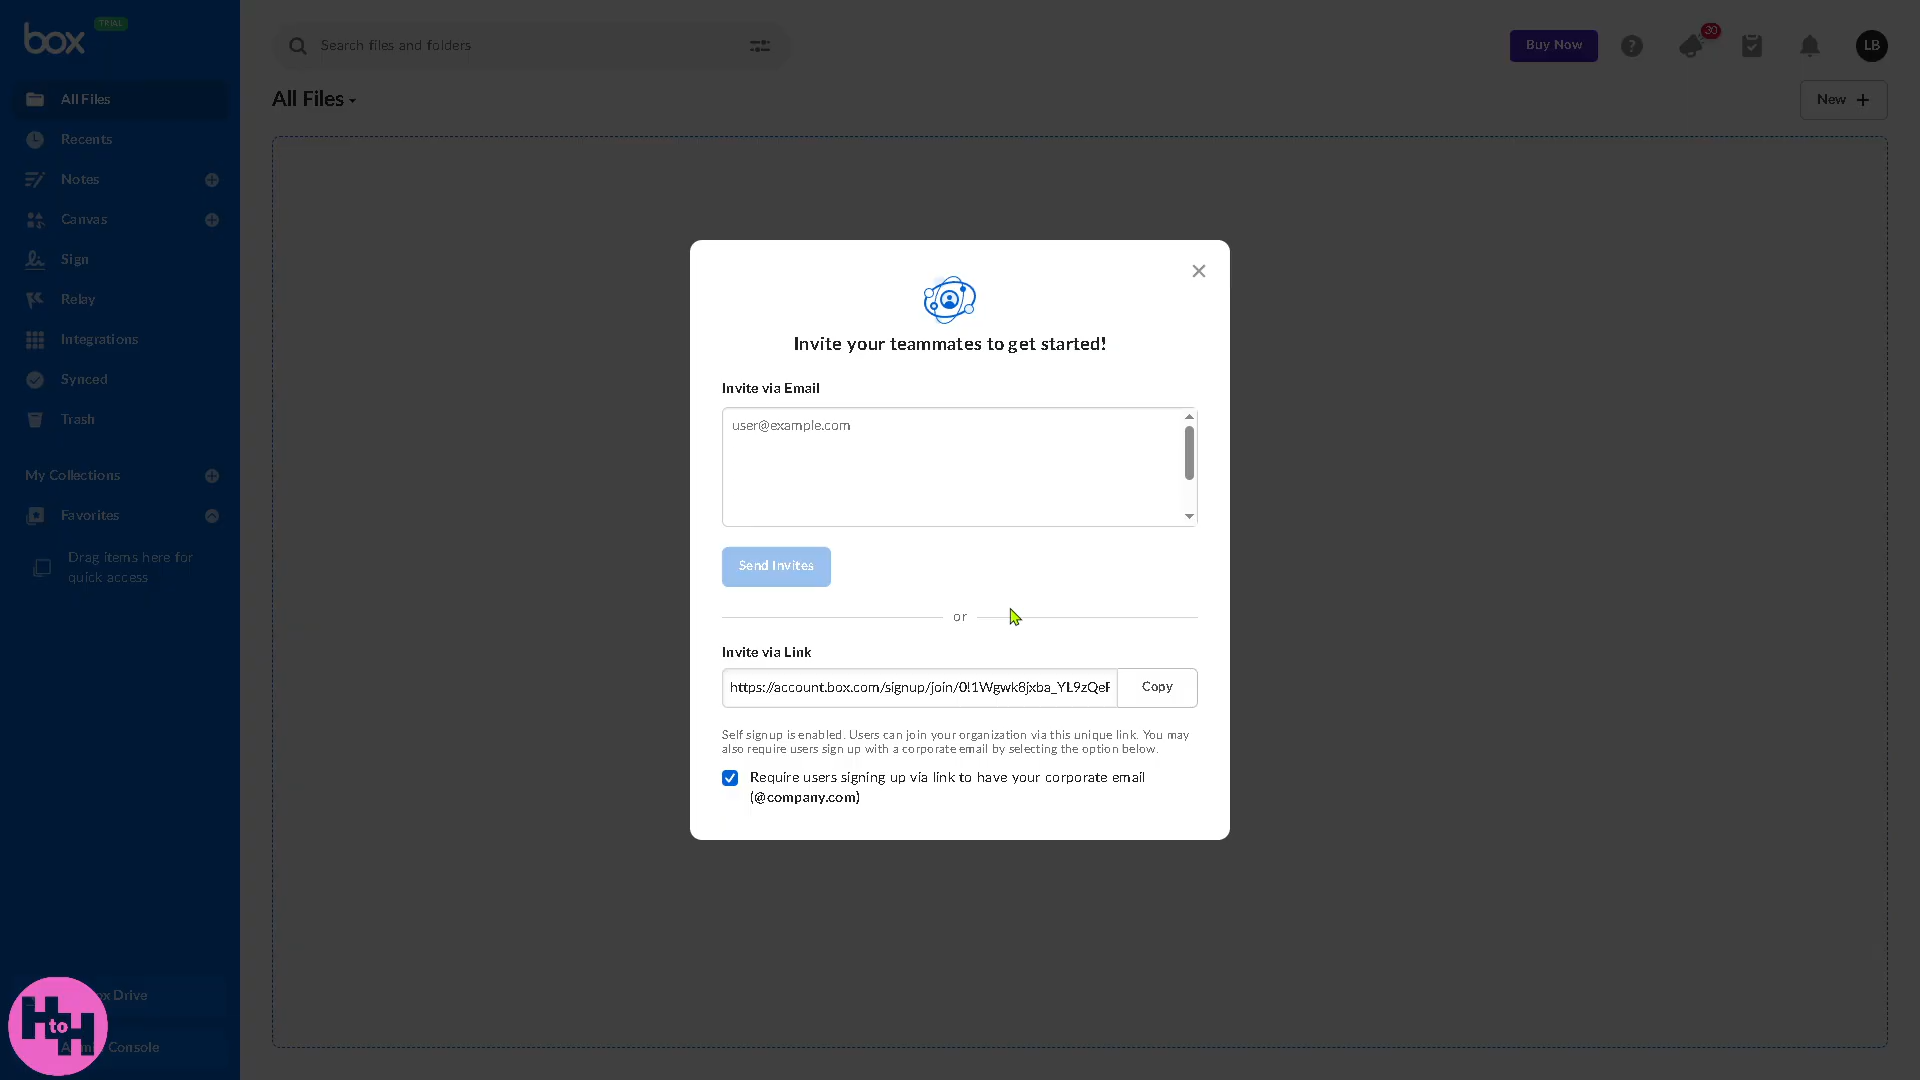 box TRIAL
Search files and folders
Buy Now
?
30
LB
All Files
All Files
New +
Recents
Notes
Canvas
Sign
Relay
Integrations
Synced
Trash
My Collections
Favorites
Drag items here for
quick access
Invite your teammates to get started!
Invite via Email
user@example.com
Send Invites
or
Invite via Link
https://account.box.com/signup/join/0!1Wgwk8jxba_YL9zQeF
Copy
Self signup is enabled. Users can join your organization via this unique link. You may
also require users sign up with a corporate email by selecting the option below.
Require users signing up via link to have your corporate email
(@company.com)
Drive
Console
H to H